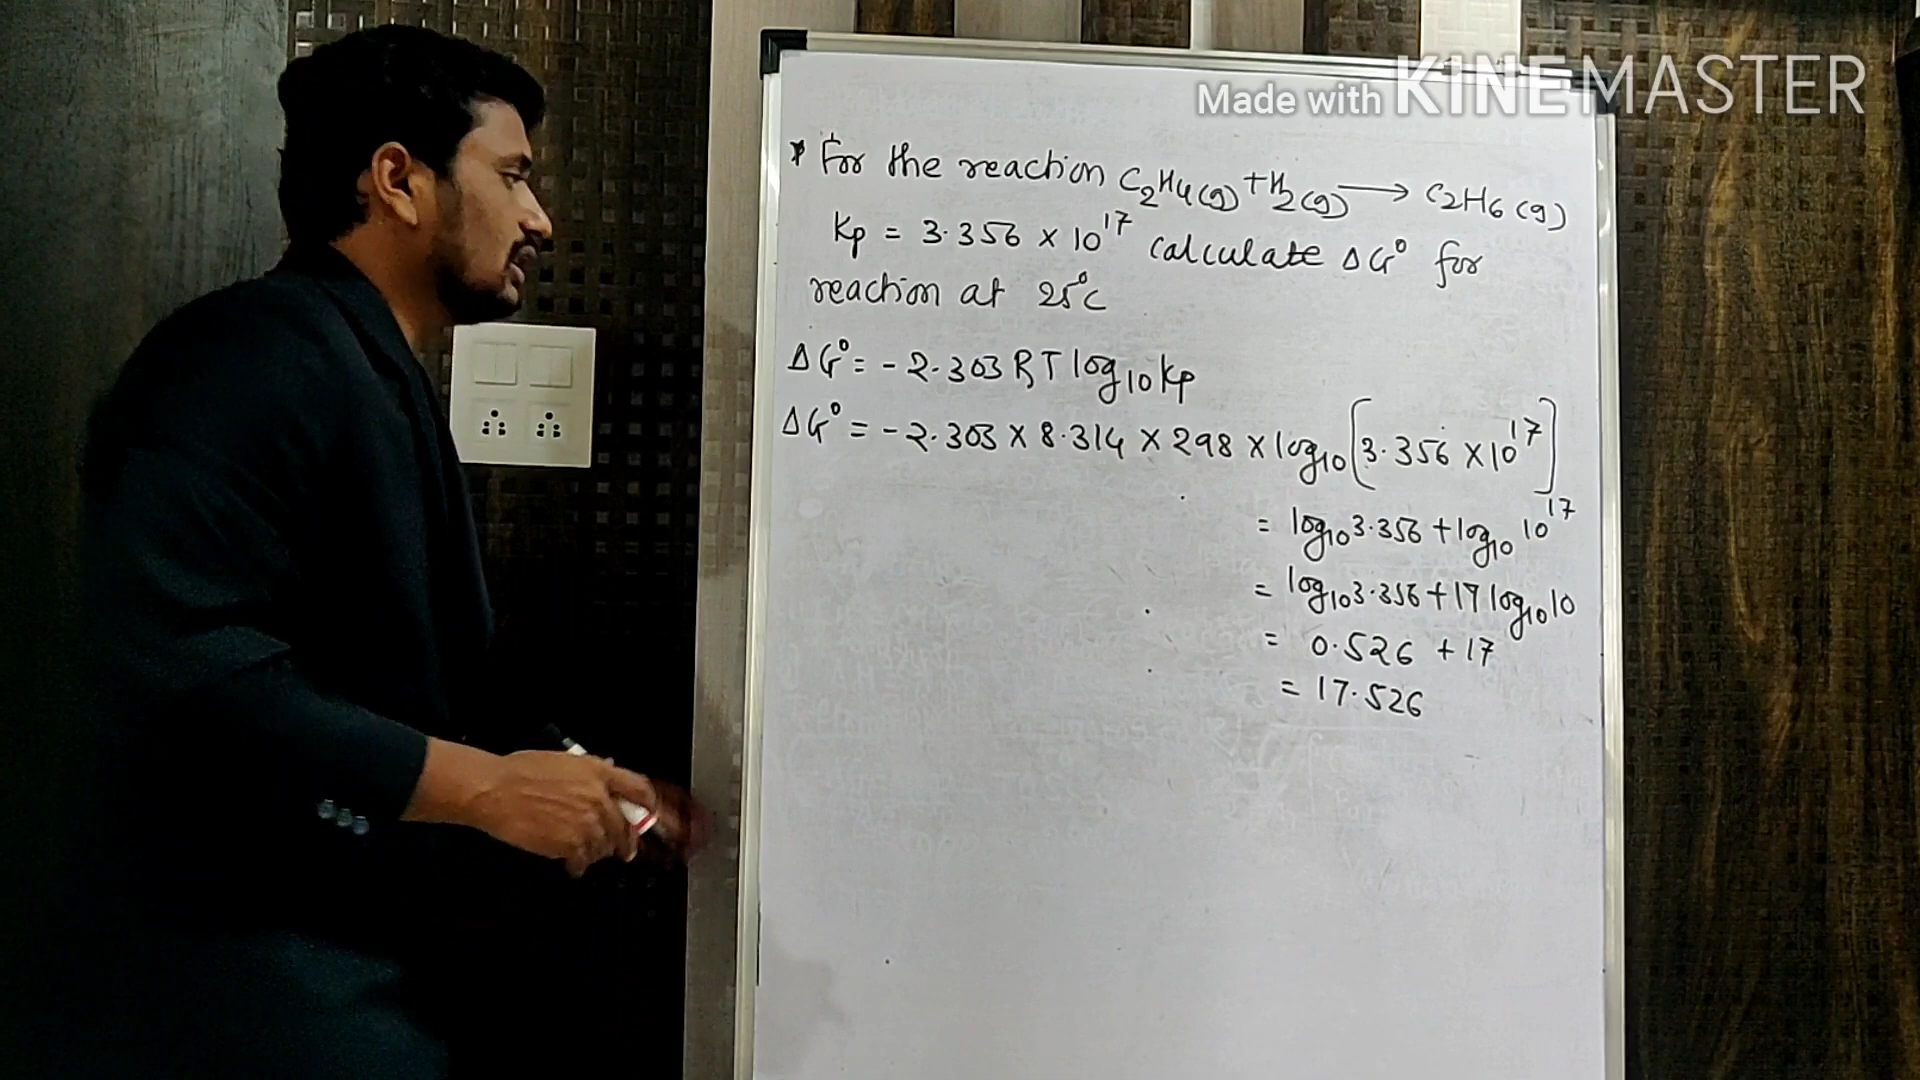 Made with KINEMASTER
* For the reaction C2H4(g) + H2(g) ⟶ C2H6(g)
Kp = 3.356 × 10^17 calculate ΔG° for
reaction at 25°C
ΔG° = -2.303 RT log10 Kp
ΔG° = -2.303 × 8.314 × 298 × log10 [3.356 × 10^17]
= log10 3.356 + log10 10^17
= log10 3.356 + 17 log10 10
= 0.526 + 17
= 17.526